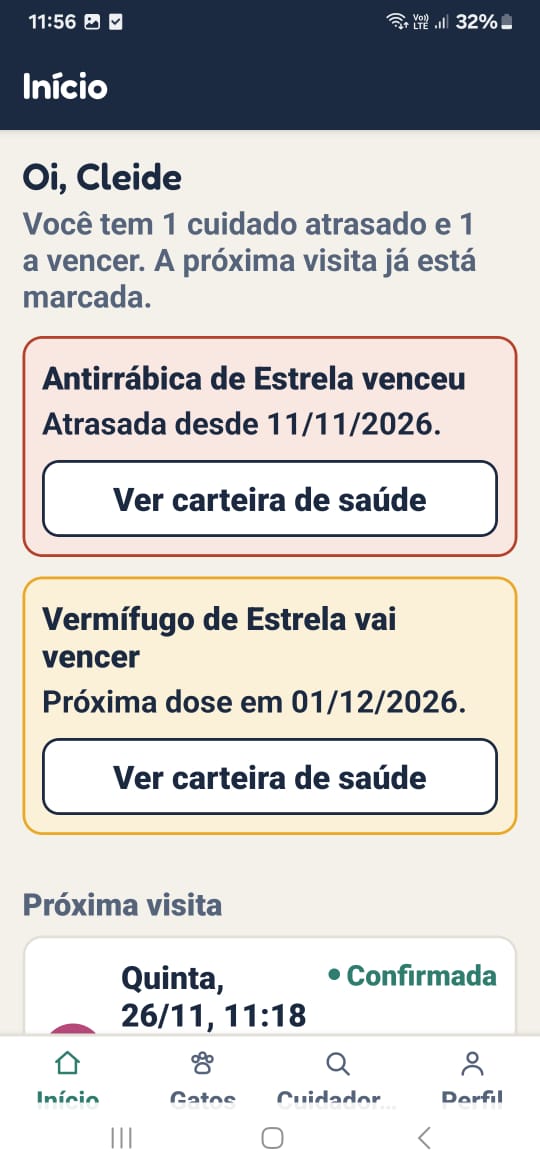 11:56
Vo))
LTE
32%
Início
Oi, Cleide
Você tem 1 cuidado atrasado e 1
a vencer. A próxima visita já está
marcada.
Antirrábica de Estrela venceu
Atrasada desde 11/11/2026.
Ver carteira de saúde
Vermífugo de Estrela vai
vencer
Próxima dose em 01/12/2026.
Ver carteira de saúde
Próxima visita
Quinta,
26/11, 11:18
• Confirmada
Início
Gatos
Cuidador...
Perfil